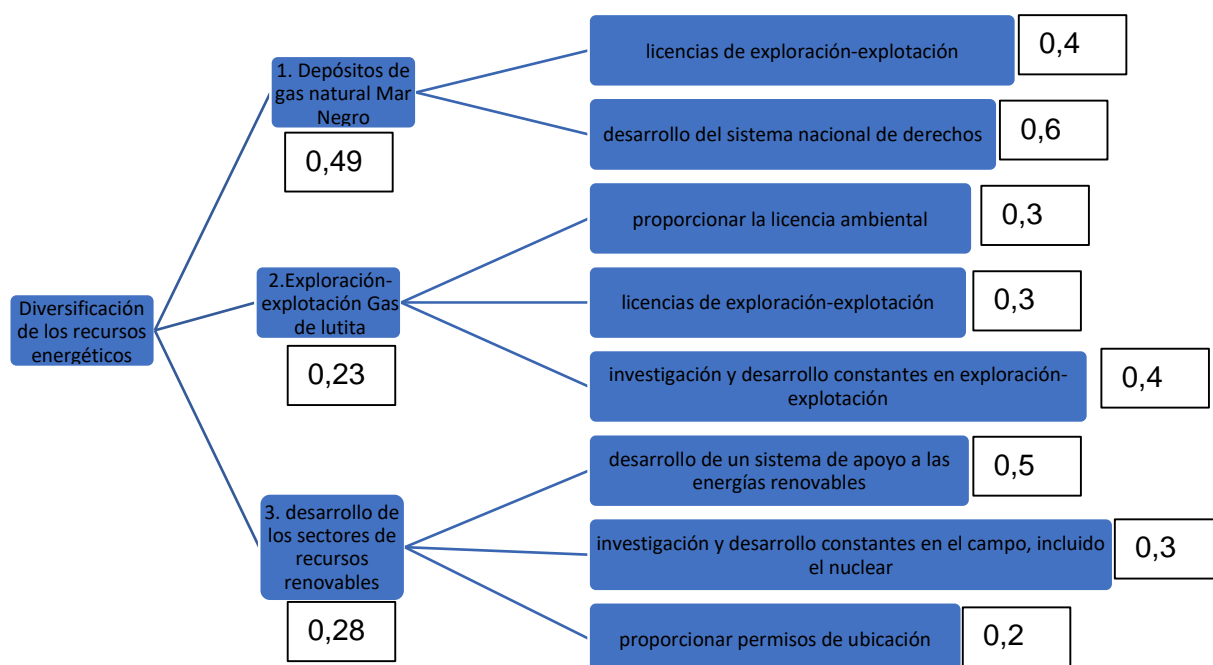 Diversificación
de los recursos
energéticos
1. Depósitos de
gas natural Mar
Negro
0,49
licencias de exploración-explotación
0,4
desarrollo del sistema nacional de derechos
0,6
2.Exploración-
explotación Gas
de lutita
0,23
proporcionar la licencia ambiental
0,3
licencias de exploración-explotación
0,3
investigación y desarrollo constantes en exploración-
explotación
0,4
3. desarrollo de
los sectores de
recursos
renovables
0,28
desarrollo de un sistema de apoyo a las
energías renovables
0,5
investigación y desarrollo constantes en el campo, incluido
el nuclear
0,3
proporcionar permisos de ubicación
0,2